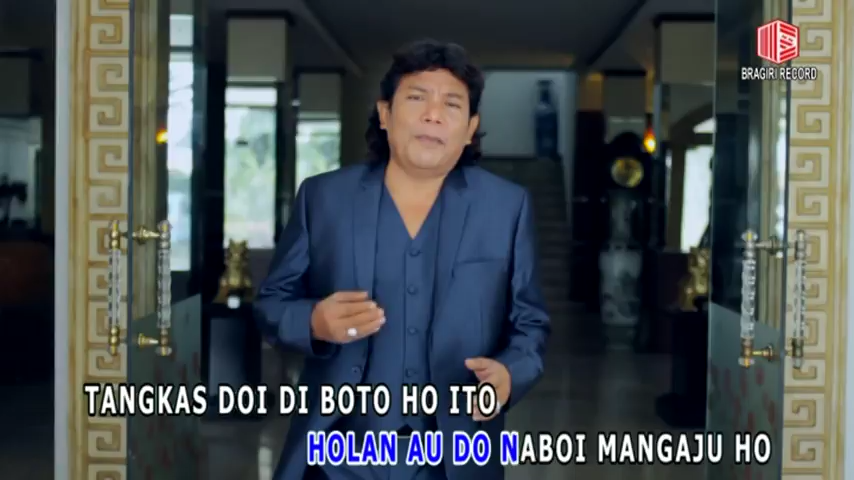 BRAGIRI RECORD
TANGKAS DOI DI BOTO HO ITO
HOLAN AU DO NABOI MANGAJU HO